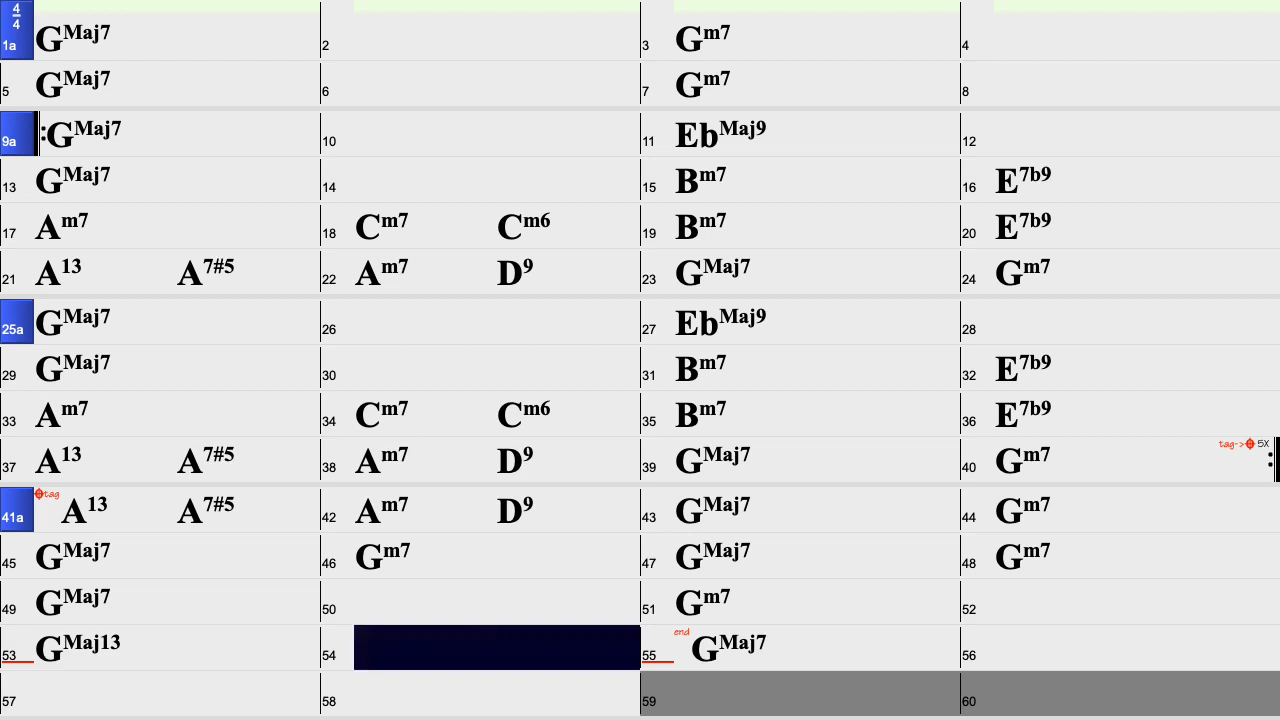 4
4
1a GMaj7 2 3 Gm7 4
5 GMaj7 6 7 Gm7 8
9a GMaj7 10 11 EbMaj9 12
13 GMaj7 14 15 Bm7 16 E7b9
17 Am7 18 Cm7 Cm6 19 Bm7 20 E7b9
21 A13 A7#5 22 Am7 D9 23 GMaj7 24 Gm7
25a GMaj7 26 27 EbMaj9 28
29 GMaj7 30 31 Bm7 32 E7b9
33 Am7 34 Cm7 Cm6 35 Bm7 36 E7b9
37 A13 A7#5 38 Am7 D9 39 GMaj7 40 Gm7 tag-> 5X
41a tag A13 A7#5 42 Am7 D9 43 GMaj7 44 Gm7
45 GMaj7 46 Gm7 47 GMaj7 48 Gm7
49 GMaj7 50 51 Gm7 52
53 GMaj13 54 55 end GMaj7 56
57 58 59 60